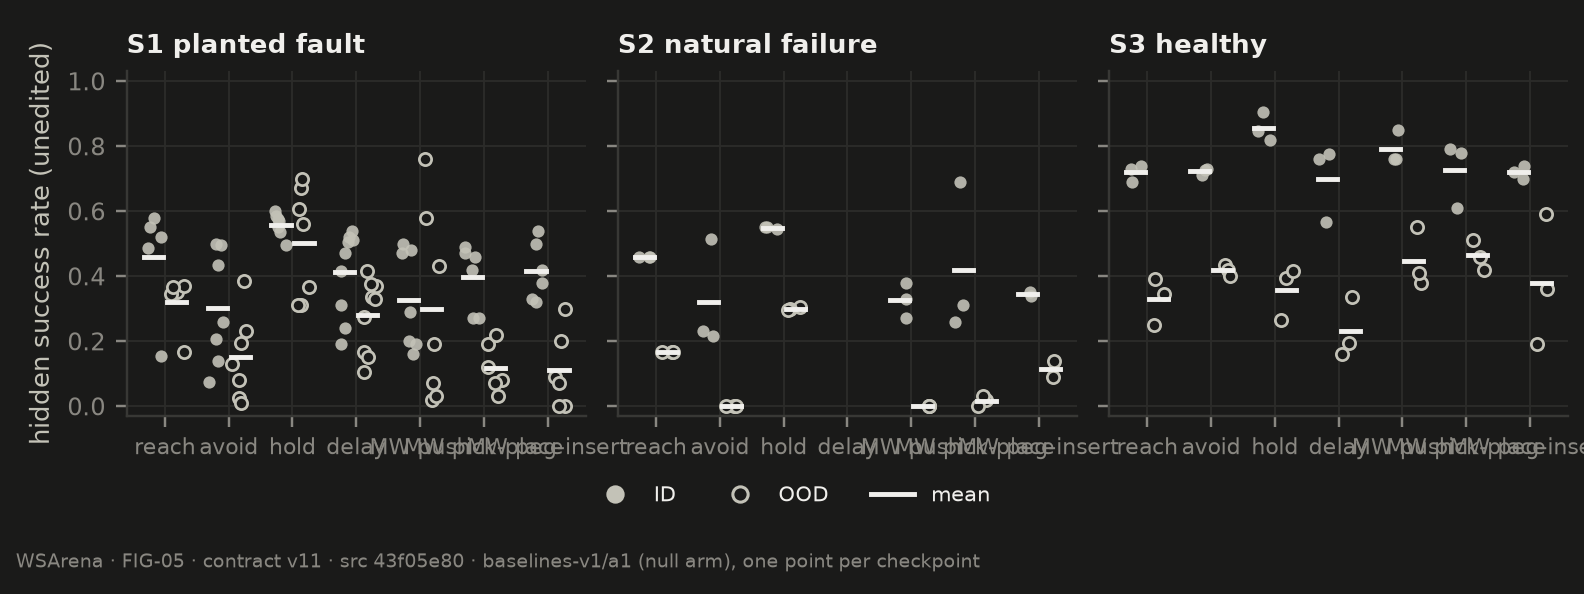 S1 planted fault
S2 natural failure
S3 healthy
hidden success rate (unedited)
1.0
0.8
0.6
0.4
0.2
0.0
reach avoid hold delay
reach avoid hold delay
reach avoid hold delay
ID OOD mean
WSArena · FIG-05 · contract v11 · src 43f05e80 · baselines-v1/a1 (null arm), one point per checkpoint